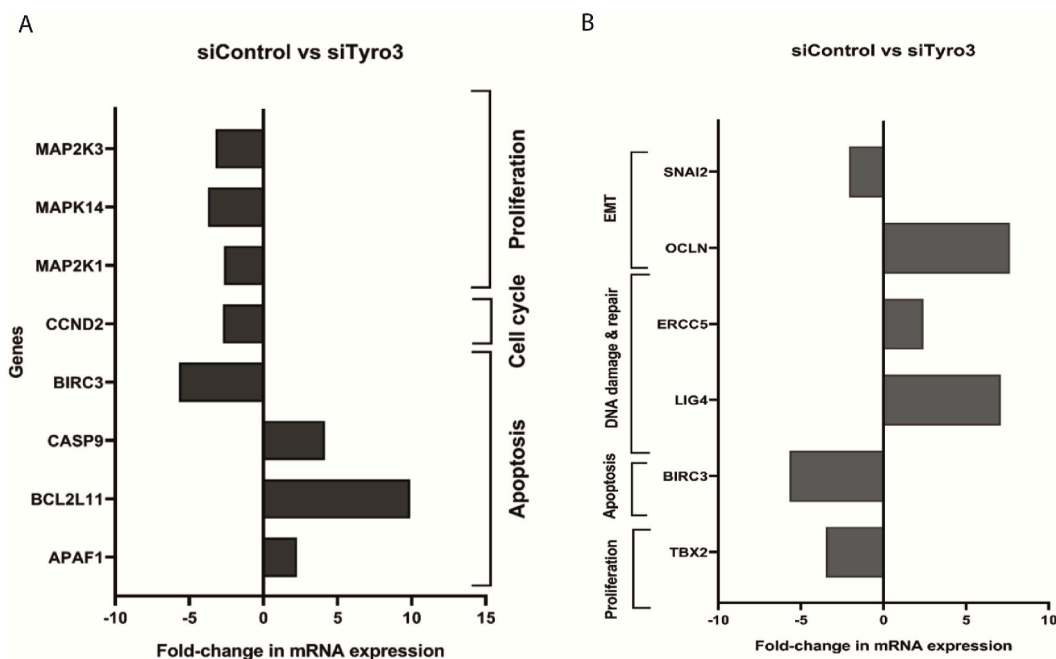 A
siControl vs siTyro3
Genes
MAP2K3
MAPK14
MAP2K1
CCND2
BIRC3
CASP9
BCL2L11
APAF1
Proliferation
Cell cycle
Apoptosis
-10 -5 0 5 10 15
Fold-change in mRNA expression
B
siControl vs siTyro3
EMT
DNA damage & repair
Apoptosis
Proliferation
SNAI2
OCLN
ERCC5
LIG4
BIRC3
TBX2
-10 -5 0 5 10
Fold-change in mRNA expression